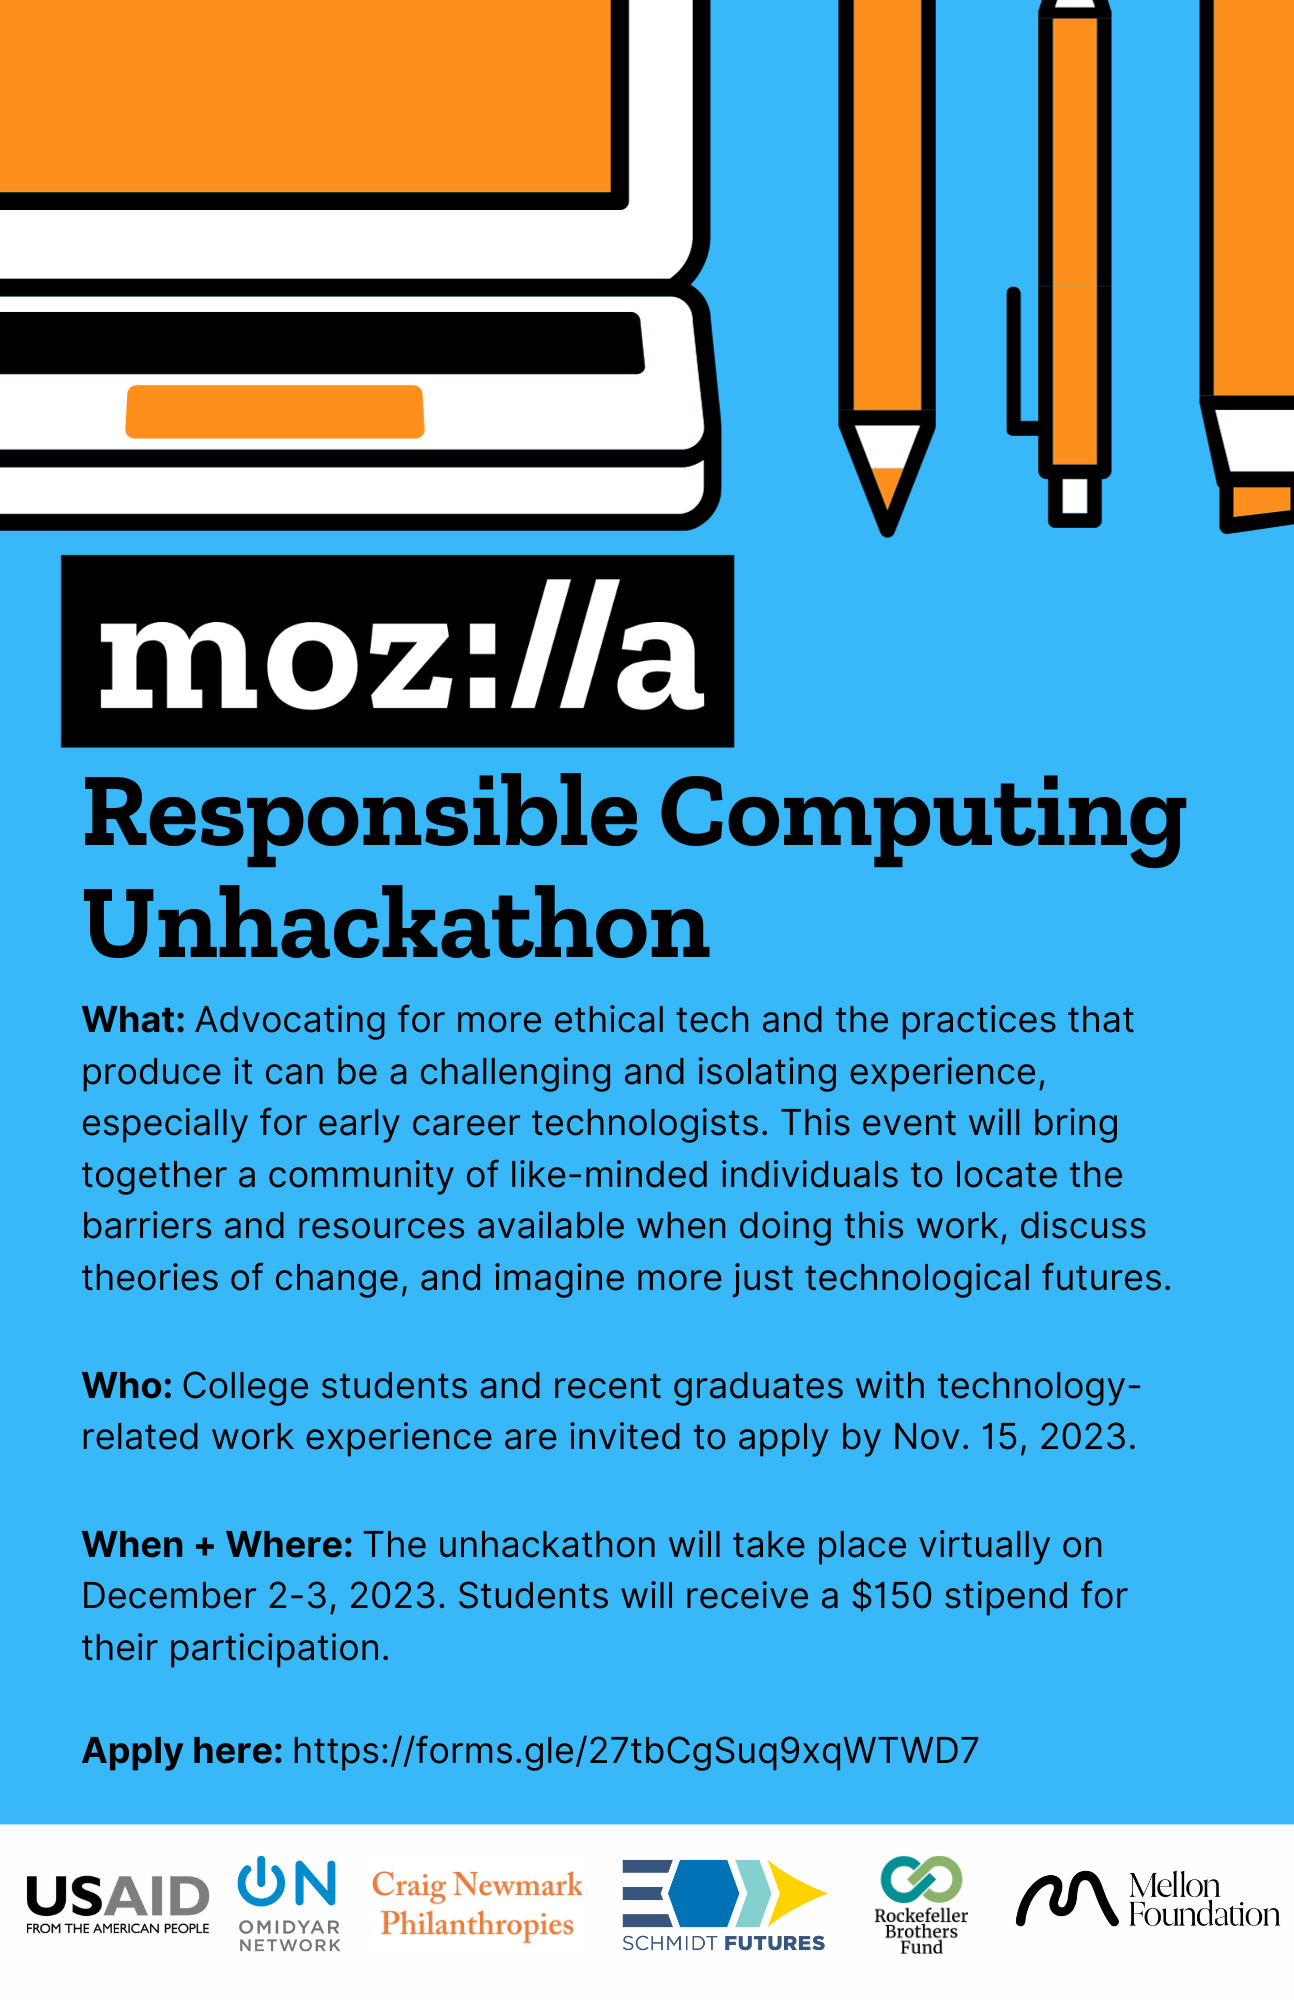 moz://a
Responsible Computing
Unhackathon
What: Advocating for more ethical tech and the practices that
produce it can be a challenging and isolating experience,
especially for early career technologists. This event will bring
together a community of like-minded individuals to locate the
barriers and resources available when doing this work, discuss
theories of change, and imagine more just technological futures.
Who: College students and recent graduates with technology-
related work experience are invited to apply by Nov. 15, 2023.
When + Where: The unhackathon will take place virtually on
December 2-3, 2023. Students will receive a $150 stipend for
their participation.
Apply here: https://forms.gle/27tbCgSuq9xqWTWD7
USAID
FROM THE AMERICAN PEOPLE
ON
OMIDYAR
NETWORK
Craig Newmark
Philanthropies
SCHMIDT FUTURES
Rockefeller
Brothers
Fund
Mellon
Foundation